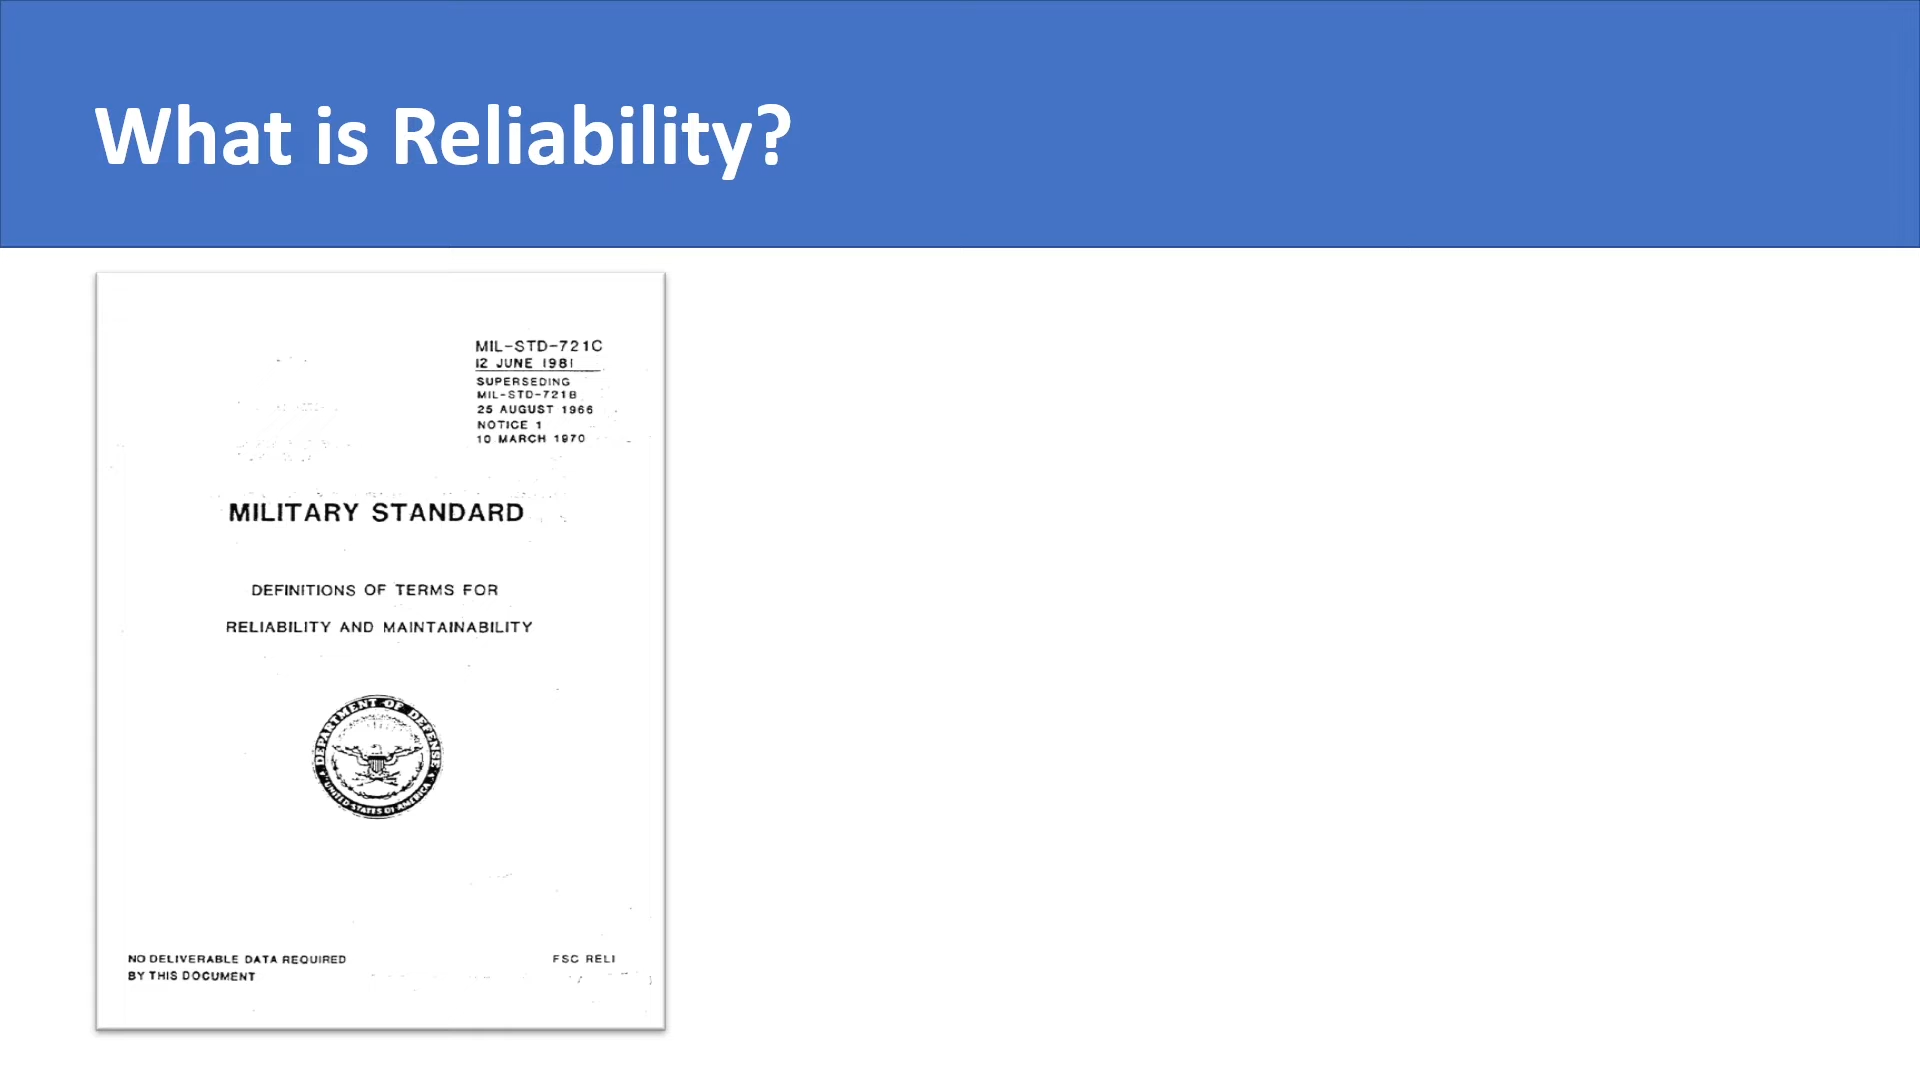 What is Reliability?
MIL-STD-721C
12 JUNE 1981
SUPERSEDING
MIL-STD-721B
25 AUGUST 1966
NOTICE 1
10 MARCH 1970
MILITARY STANDARD
DEFINITIONS OF TERMS FOR
RELIABILITY AND MAINTAINABILITY
DEPARTMENT OF DEFENSE
UNITED STATES OF AMERICA
NO DELIVERABLE DATA REQUIRED
BY THIS DOCUMENT
FSC RELI